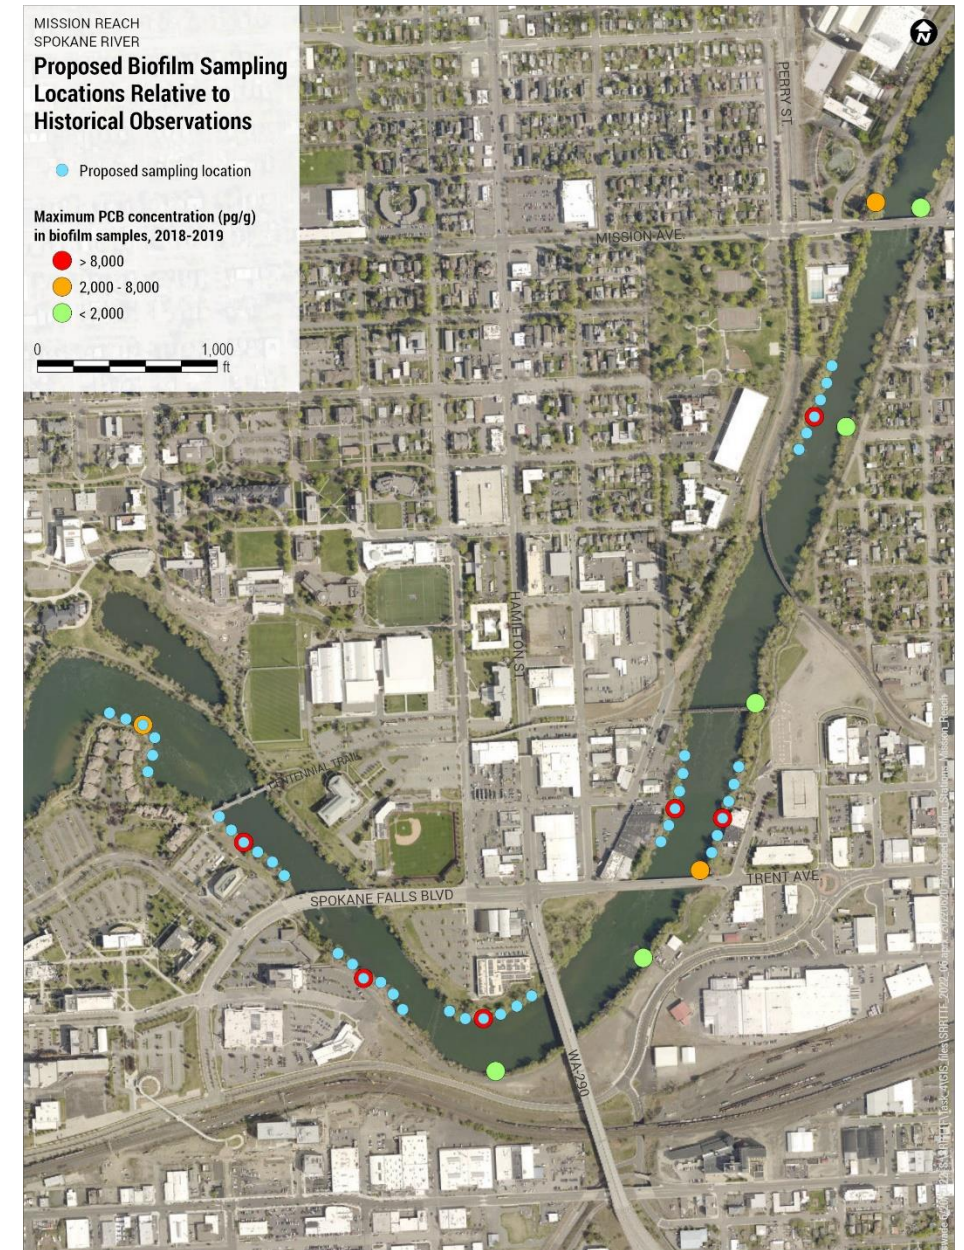 MISSION REACH
SPOKANE RIVER
Proposed Biofilm Sampling
Locations Relative to
Historical Observations
Proposed sampling location
Maximum PCB concentration (pg/g)
in biofilm samples, 2018-2019
> 8,000
2,000 - 8,000
< 2,000
0 1,000
ft
N
PERRY ST.
MISSION AVE.
HAMILTON ST.
CENTENNIAL TRAIL
SPOKANE FALLS BLVD
TRENT AVE.
WA-290